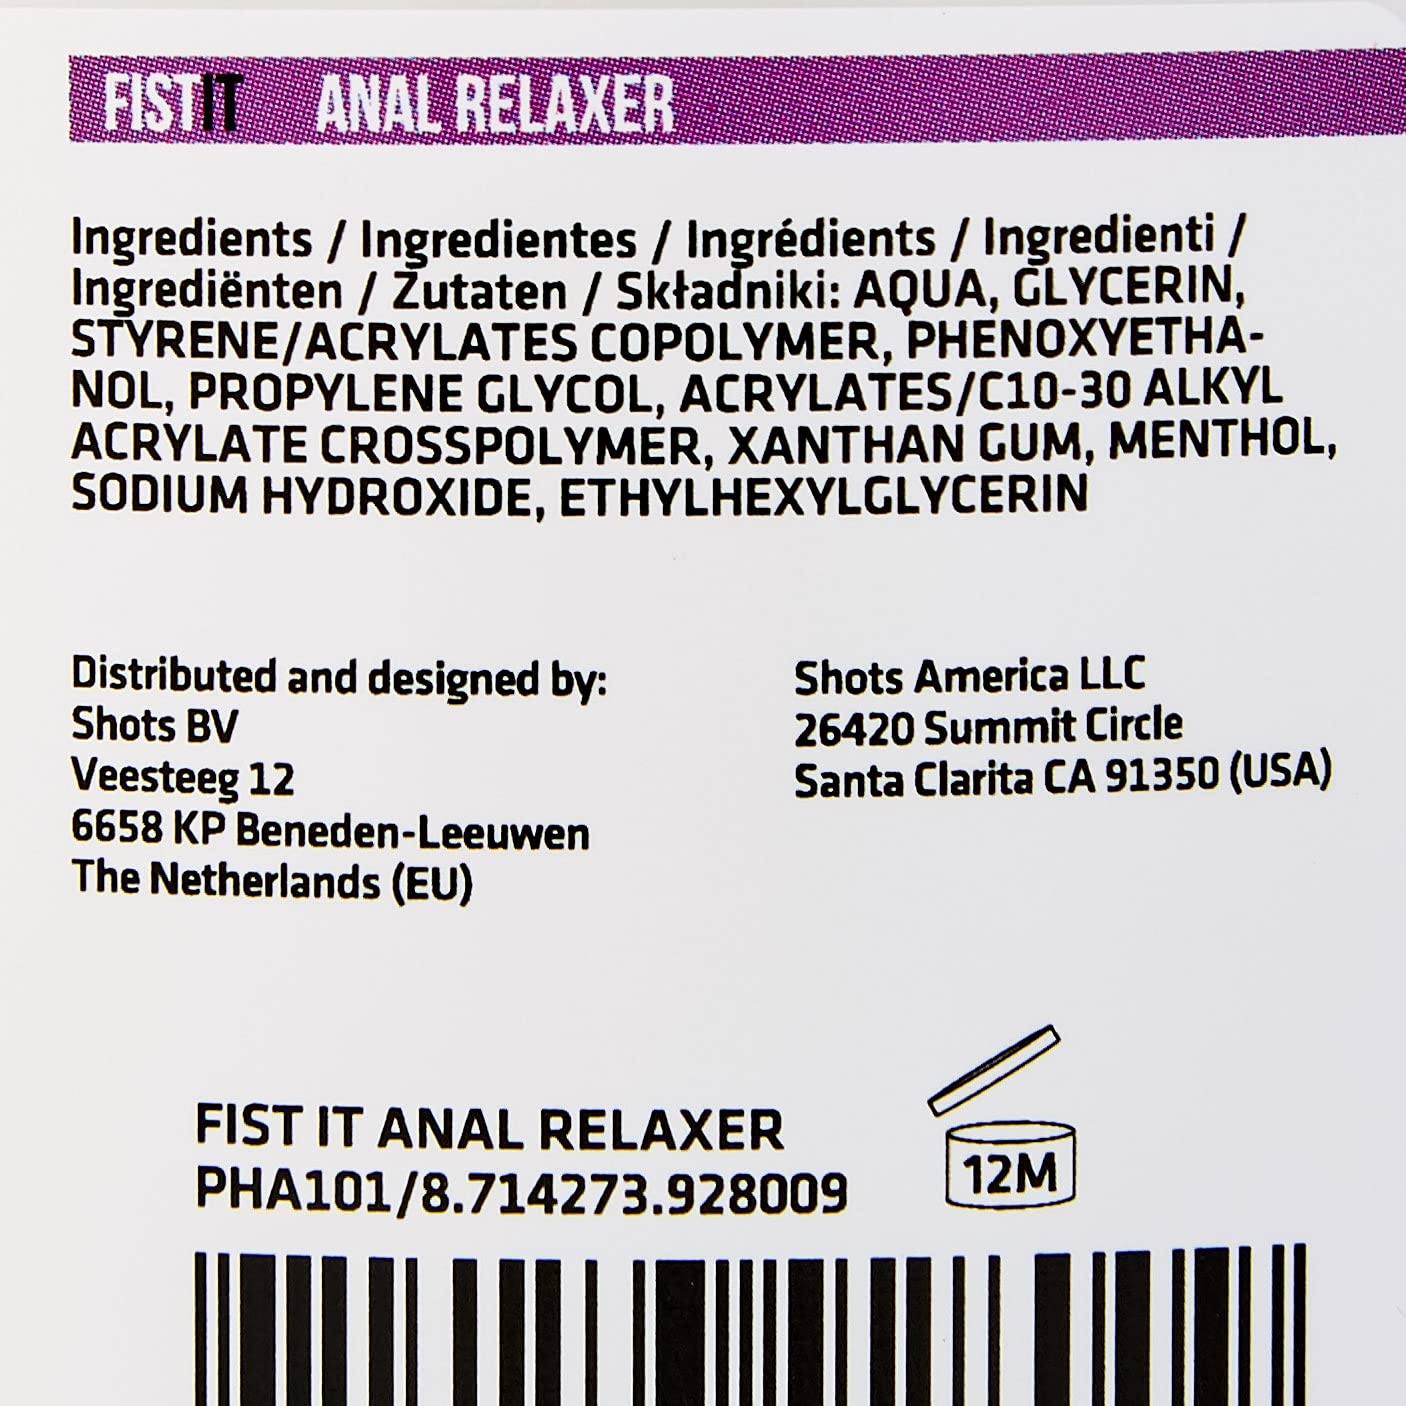 FISTIT ANAL RELAXER
Ingredients / Ingredientes / Ingrédients / Ingredienti /
Ingrediënten / Zutaten / Składniki: AQUA, GLYCERIN,
STYRENE/ACRYLATES COPOLYMER, PHENOXYETHA-
NOL, PROPYLENE GLYCOL, ACRYLATES/C10-30 ALKYL
ACRYLATE CROSSPOLYMER, XANTHAN GUM, MENTHOL,
SODIUM HYDROXIDE, ETHYLHEXYLGLYCERIN
Distributed and designed by:
Shots BV
Veesteeg 12
6658 KP Beneden-Leeuwen
The Netherlands (EU)
Shots America LLC
26420 Summit Circle
Santa Clarita CA 91350 (USA)
FIST IT ANAL RELAXER
PHA101/8.714273.928009
12M